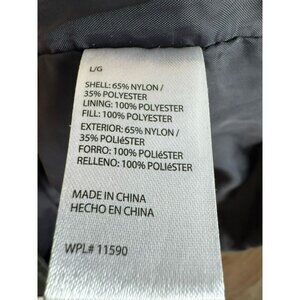 L/G
SHELL: 65% NYLON /
35% POLYESTER
LINING: 100% POLYESTER
FILL: 100% POLYESTER
EXTERIOR: 65% NYLON /
35% POLIéSTER
FORRO: 100% POLIéSTER
RELLENO: 100% POLIéSTER
MADE IN CHINA
HECHO EN CHINA
WPL# 11590